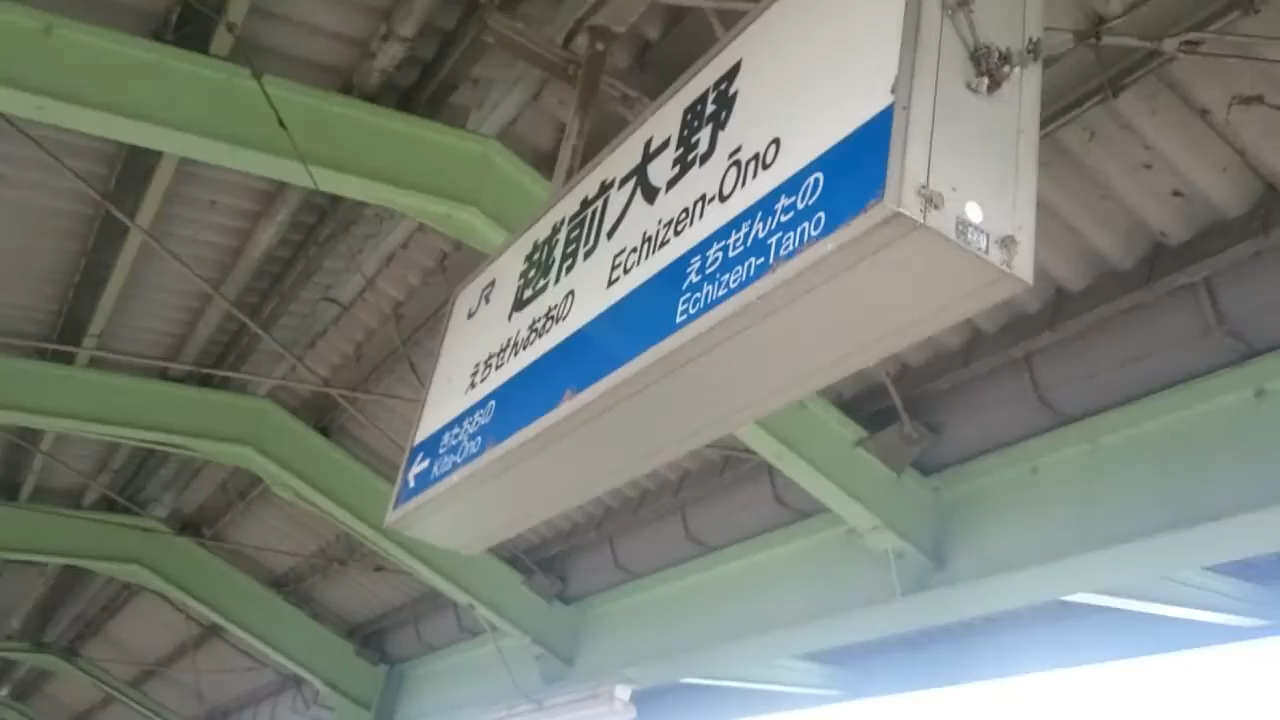 JR
越前大野
えちぜんおおの
Echizen-Ōno
えちぜんたの
Echizen-Tano
← きたおおの
Kita-Ōno